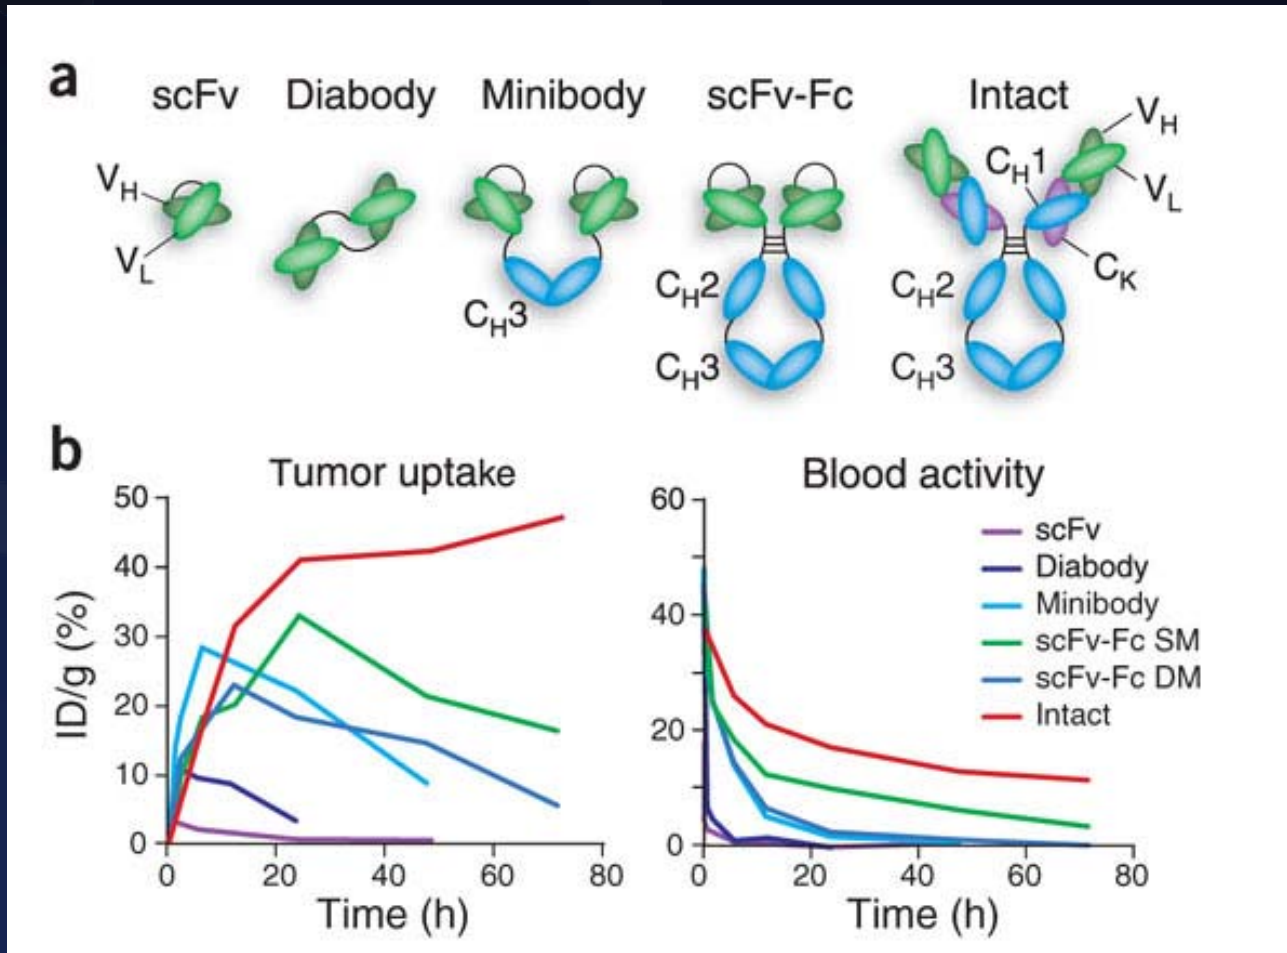 a
scFv Diabody Minibody scFv-Fc Intact
VH
VL
CH3
CH2
CH3
CH1
VH
VL
CK
CH2
CH3
b
Tumor uptake
ID/g (%)
50
40
30
20
10
0
0 20 40 60 80
Time (h)
Blood activity
60
40
20
0
0 20 40 60 80
Time (h)
scFv
Diabody
Minibody
scFv-Fc SM
scFv-Fc DM
Intact